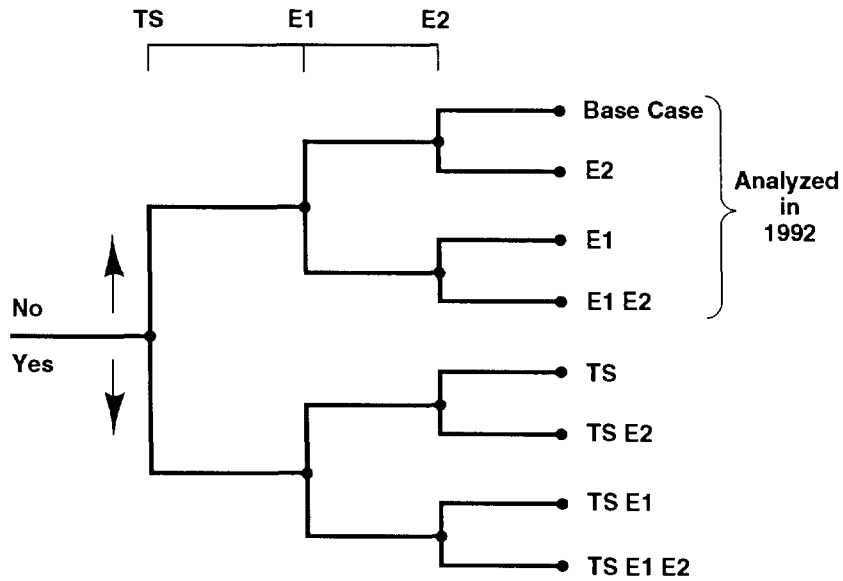 TS E1 E2
Base Case
E2
E1
E1 E2
Analyzed
in
1992
No
Yes
TS
TS E2
TS E1
TS E1 E2